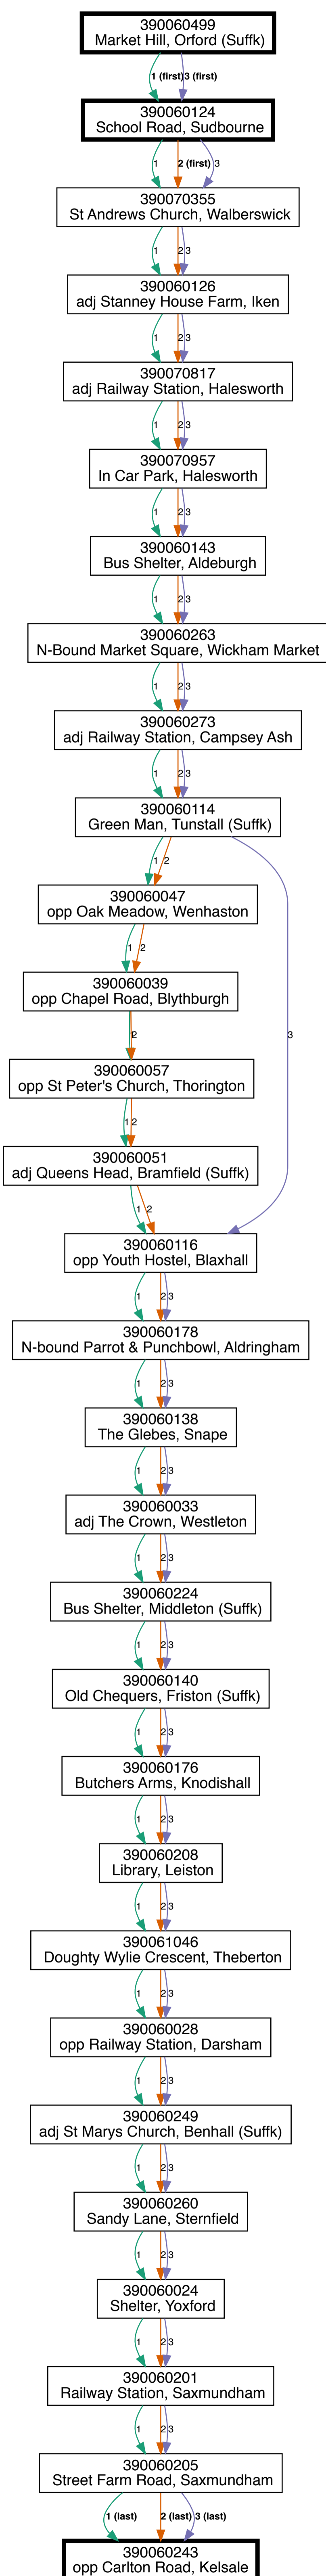 390060499
Market Hill, Orford (Suffk)
1 (first) 3 (first)
390060124
School Road, Sudbourne
1 2 (first) 3
390070355
St Andrews Church, Walberswick
1 2 3
390060126
adj Stanney House Farm, Iken
1 2 3
390070817
adj Railway Station, Halesworth
1 2 3
390070957
In Car Park, Halesworth
1 2 3
390060143
Bus Shelter, Aldeburgh
1 2 3
390060263
N-Bound Market Square, Wickham Market
1 2 3
390060273
adj Railway Station, Campsey Ash
1 2 3
390060114
Green Man, Tunstall (Suffk)
1 2
390060047
opp Oak Meadow, Wenhaston
1 2
390060039
opp Chapel Road, Blythburgh
1 2 3
390060057
opp St Peter's Church, Thorington
1 2
390060051
adj Queens Head, Bramfield (Suffk)
1 2
390060116
opp Youth Hostel, Blaxhall
1 2 3
390060178
N-bound Parrot & Punchbowl, Aldringham
1 2 3
390060138
The Glebes, Snape
1 2 3
390060033
adj The Crown, Westleton
1 2 3
390060224
Bus Shelter, Middleton (Suffk)
1 2 3
390060140
Old Chequers, Friston (Suffk)
1 2 3
390060176
Butchers Arms, Knodishall
1 2 3
390060208
Library, Leiston
1 2 3
390061046
Doughty Wylie Crescent, Theberton
1 2 3
390060028
opp Railway Station, Darsham
1 2 3
390060249
adj St Marys Church, Benhall (Suffk)
1 2 3
390060260
Sandy Lane, Sternfield
1 2 3
390060024
Shelter, Yoxford
1 2 3
390060201
Railway Station, Saxmundham
1 2 3
390060205
Street Farm Road, Saxmundham
1 (last) 2 (last) 3 (last)
390060243
opp Carlton Road, Kelsale